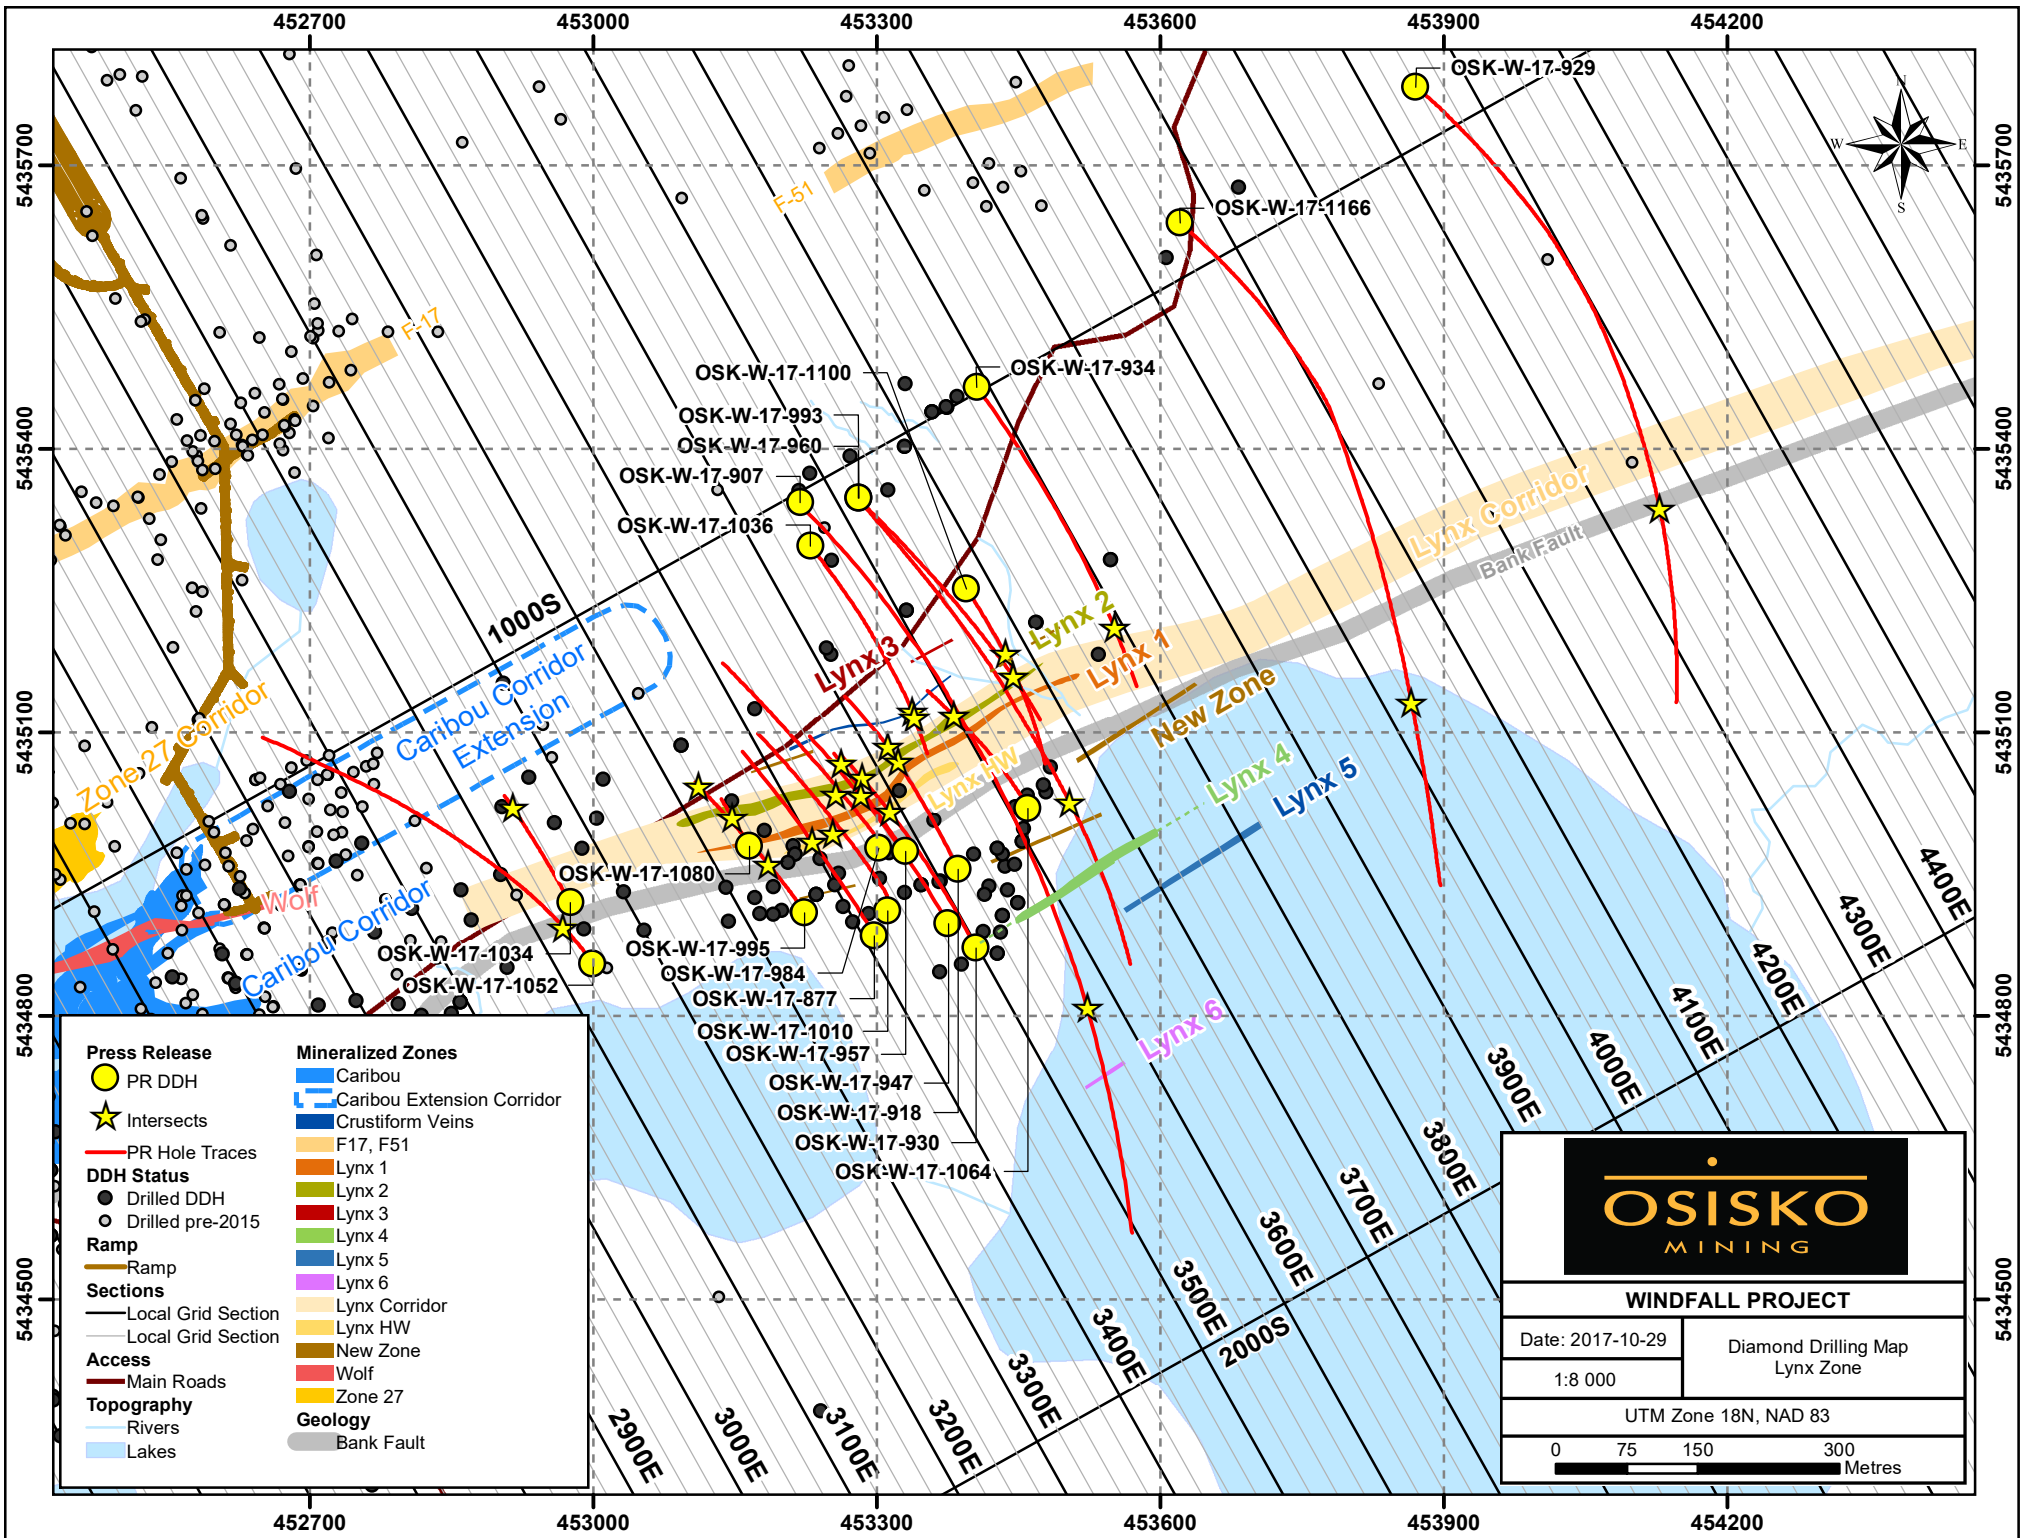 452700
453000
453300
453600
453900
454200
5435700
5435400
5435100
5434800
5434500
OSK-W-17-929
N
W
E
S
5435700
F-51
OSK-W-17-1166
F-17
OSK-W-17-1100
OSK-W-17-934
OSK-W-17-993
OSK-W-17-960
OSK-W-17-907
OSK-W-17-1036
5435400
Lynx Corridor
Bank Fault
1000S
Lynx 2
Lynx 3
Lynx 1
Caribou Corridor
Extension
New Zone
Zone 27 Corridor
Lynx HW
Lynx 4
Lynx 5
5435100
Wolf
Caribou Corridor
OSK-W-17-1080
OSK-W-17-1034
OSK-W-17-995
OSK-W-17-984
OSK-W-17-1052
OSK-W-17-877
OSK-W-17-1010
OSK-W-17-957
OSK-W-17-947
OSK-W-17-918
OSK-W-17-930
OSK-W-17-1064
Lynx 6
5434800
4400E
4300E
4200E
4100E
4000E
3900E
3800E
3700E
3600E
3500E
3400E
3300E
3200E
3100E
3000E
2900E
2000S
5434500
Press Release
PR DDH
Intersects
PR Hole Traces
DDH Status
Drilled DDH
Drilled pre-2015
Ramp
Ramp
Sections
Local Grid Section
Local Grid Section
Access
Main Roads
Topography
Rivers
Lakes
Mineralized Zones
Caribou
Caribou Extension Corridor
Crustiform Veins
F17, F51
Lynx 1
Lynx 2
Lynx 3
Lynx 4
Lynx 5
Lynx 6
Lynx Corridor
Lynx HW
New Zone
Wolf
Zone 27
Geology
Bank Fault
OSISKO
MINING
WINDFALL PROJECT
Date: 2017-10-29
1:8 000
Diamond Drilling Map
Lynx Zone
UTM Zone 18N, NAD 83
0 75 150 300
Metres
452700
453000
453300
453600
453900
454200